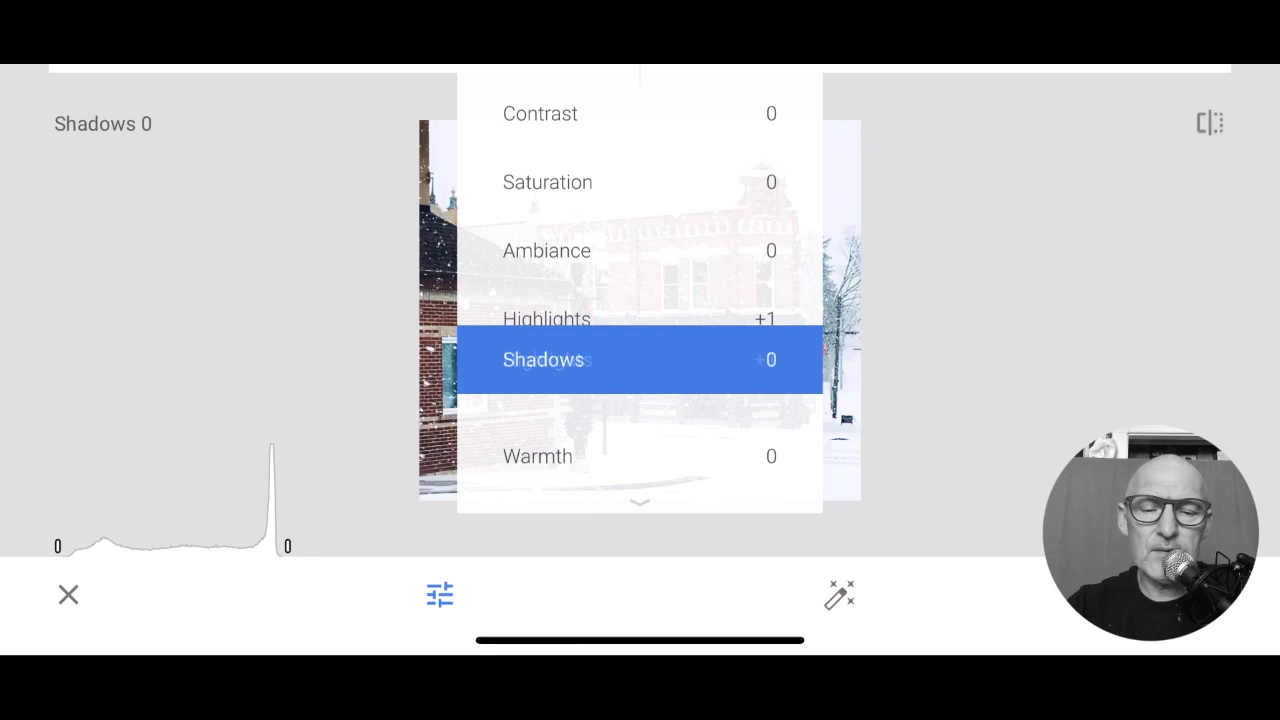 Shadows 0
Contrast 0
Saturation 0
Ambiance 0
Highlights +1
Shadows 0
Warmth 0
0 0